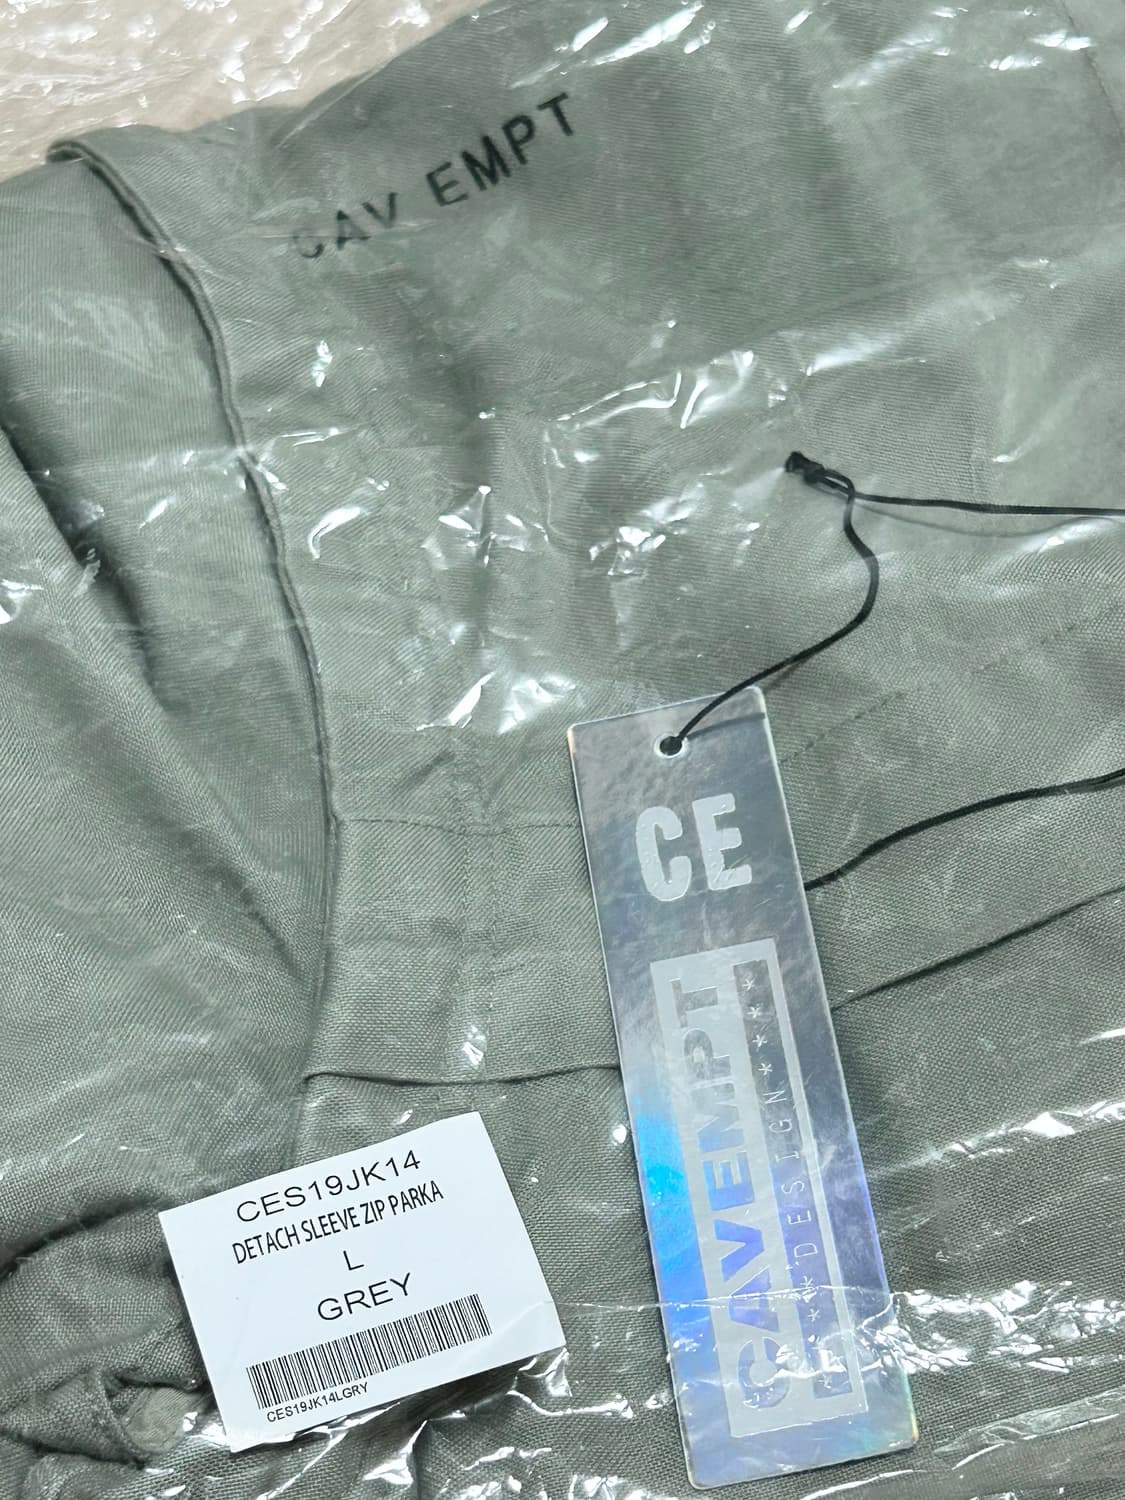 CAV EMPT
CE
CAVEMPT
DESIGN
CES19JK14
DETACH SLEEVE ZIP PARKA
L
GREY
CES19JK14LGRY